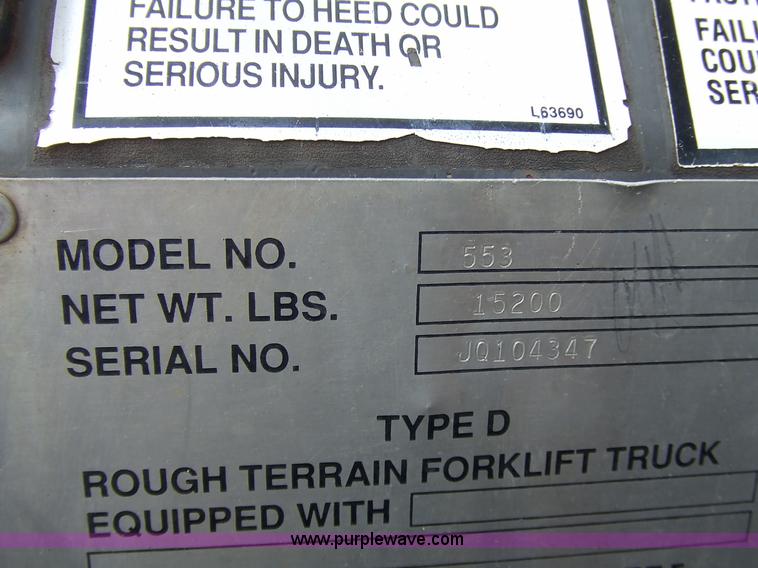 FAILURE TO HEED COULD
RESULT IN DEATH OR
SERIOUS INJURY.
L63690
FAIL
COU
SER
MODEL NO. 553
NET WT. LBS. 15200
SERIAL NO. JQ104347
TYPE D
ROUGH TERRAIN FORKLIFT TRUCK
EQUIPPED WITH
www.purplewave.com